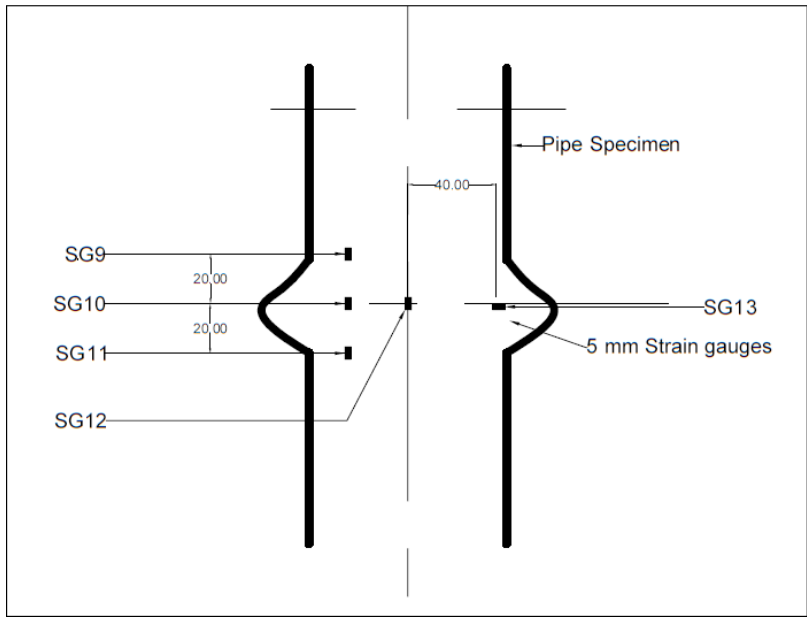 Pipe Specimen
40.00
SG9
20.00
SG10
SG13
20.00
5 mm Strain gauges
SG11
SG12